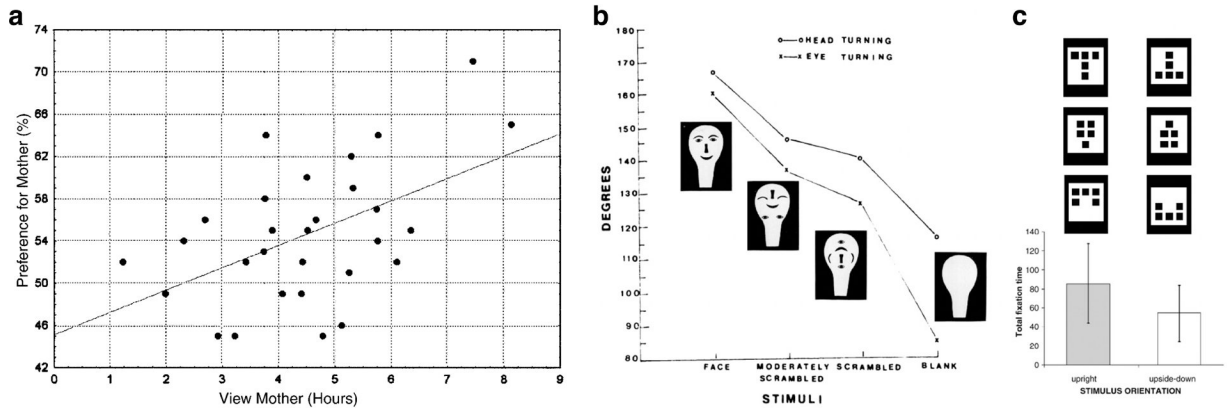 a
74
70
66
62
58
54
50
46
42
Preference for Mother (%)
0 1 2 3 4 5 6 7 8 9
View Mother (Hours)
b
180
170
160
150
140
130
120
110
100
90
80
DEGREES
HEAD TURNING
EYE TURNING
FACE MODERATELY SCRAMBLED BLANK
SCRAMBLED
STIMULI
c
140
120
100
80
60
40
20
0
Total fixation time
upright upside-down
STIMULUS ORIENTATION